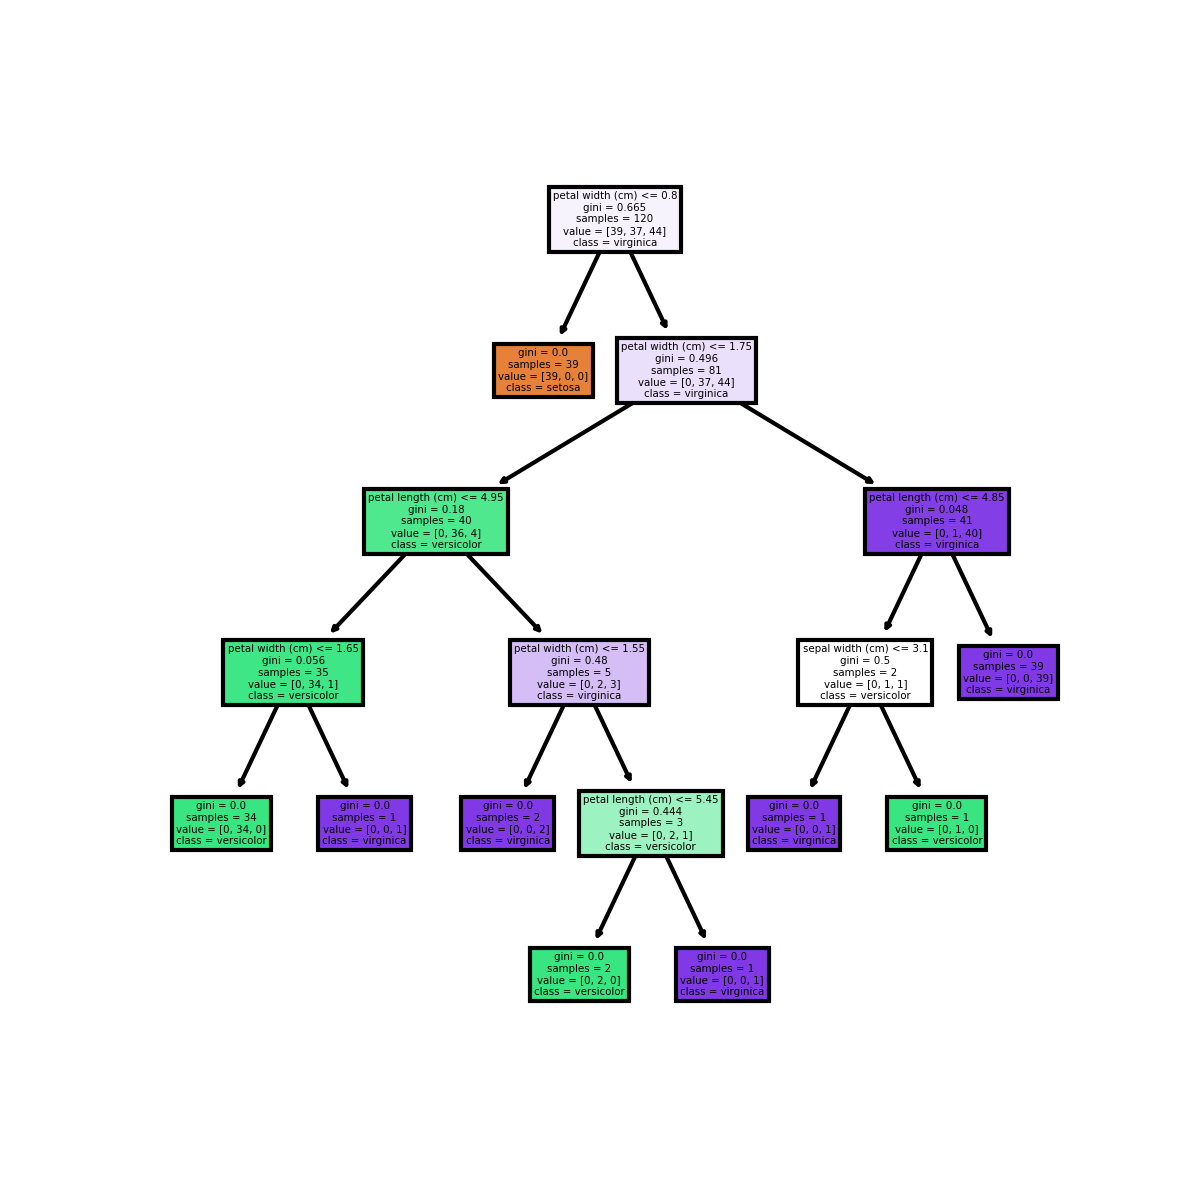 petal width (cm) <= 0.8
gini = 0.665
samples = 120
value = [39, 37, 44]
class = virginica
gini = 0.0
samples = 39
value = [39, 0, 0]
class = setosa
petal width (cm) <= 1.75
gini = 0.496
samples = 81
value = [0, 37, 44]
class = virginica
petal length (cm) <= 4.95
gini = 0.18
samples = 40
value = [0, 36, 4]
class = versicolor
petal length (cm) <= 4.85
gini = 0.048
samples = 41
value = [0, 1, 40]
class = virginica
petal width (cm) <= 1.65
gini = 0.056
samples = 35
value = [0, 34, 1]
class = versicolor
petal width (cm) <= 1.55
gini = 0.48
samples = 5
value = [0, 2, 3]
class = virginica
sepal width (cm) <= 3.1
gini = 0.5
samples = 2
value = [0, 1, 1]
class = versicolor
gini = 0.0
samples = 39
value = [0, 0, 39]
class = virginica
gini = 0.0
samples = 34
value = [0, 34, 0]
class = versicolor
gini = 0.0
samples = 1
value = [0, 0, 1]
class = virginica
gini = 0.0
samples = 2
value = [0, 0, 2]
class = virginica
petal length (cm) <= 5.45
gini = 0.444
samples = 3
value = [0, 2, 1]
class = versicolor
gini = 0.0
samples = 1
value = [0, 0, 1]
class = virginica
gini = 0.0
samples = 1
value = [0, 1, 0]
class = versicolor
gini = 0.0
samples = 2
value = [0, 2, 0]
class = versicolor
gini = 0.0
samples = 1
value = [0, 0, 1]
class = virginica